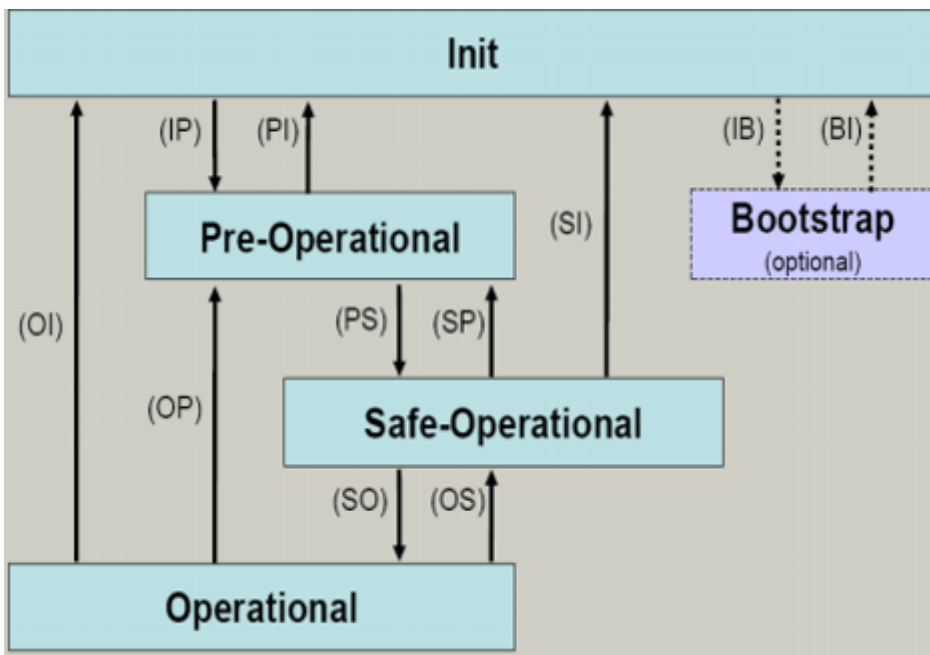 Init
(IP)
(PI)
(IB)
(BI)
Pre-Operational
(SI)
Bootstrap
(optional)
(OI)
(PS)
(SP)
(OP)
Safe-Operational
(SO)
(OS)
Operational